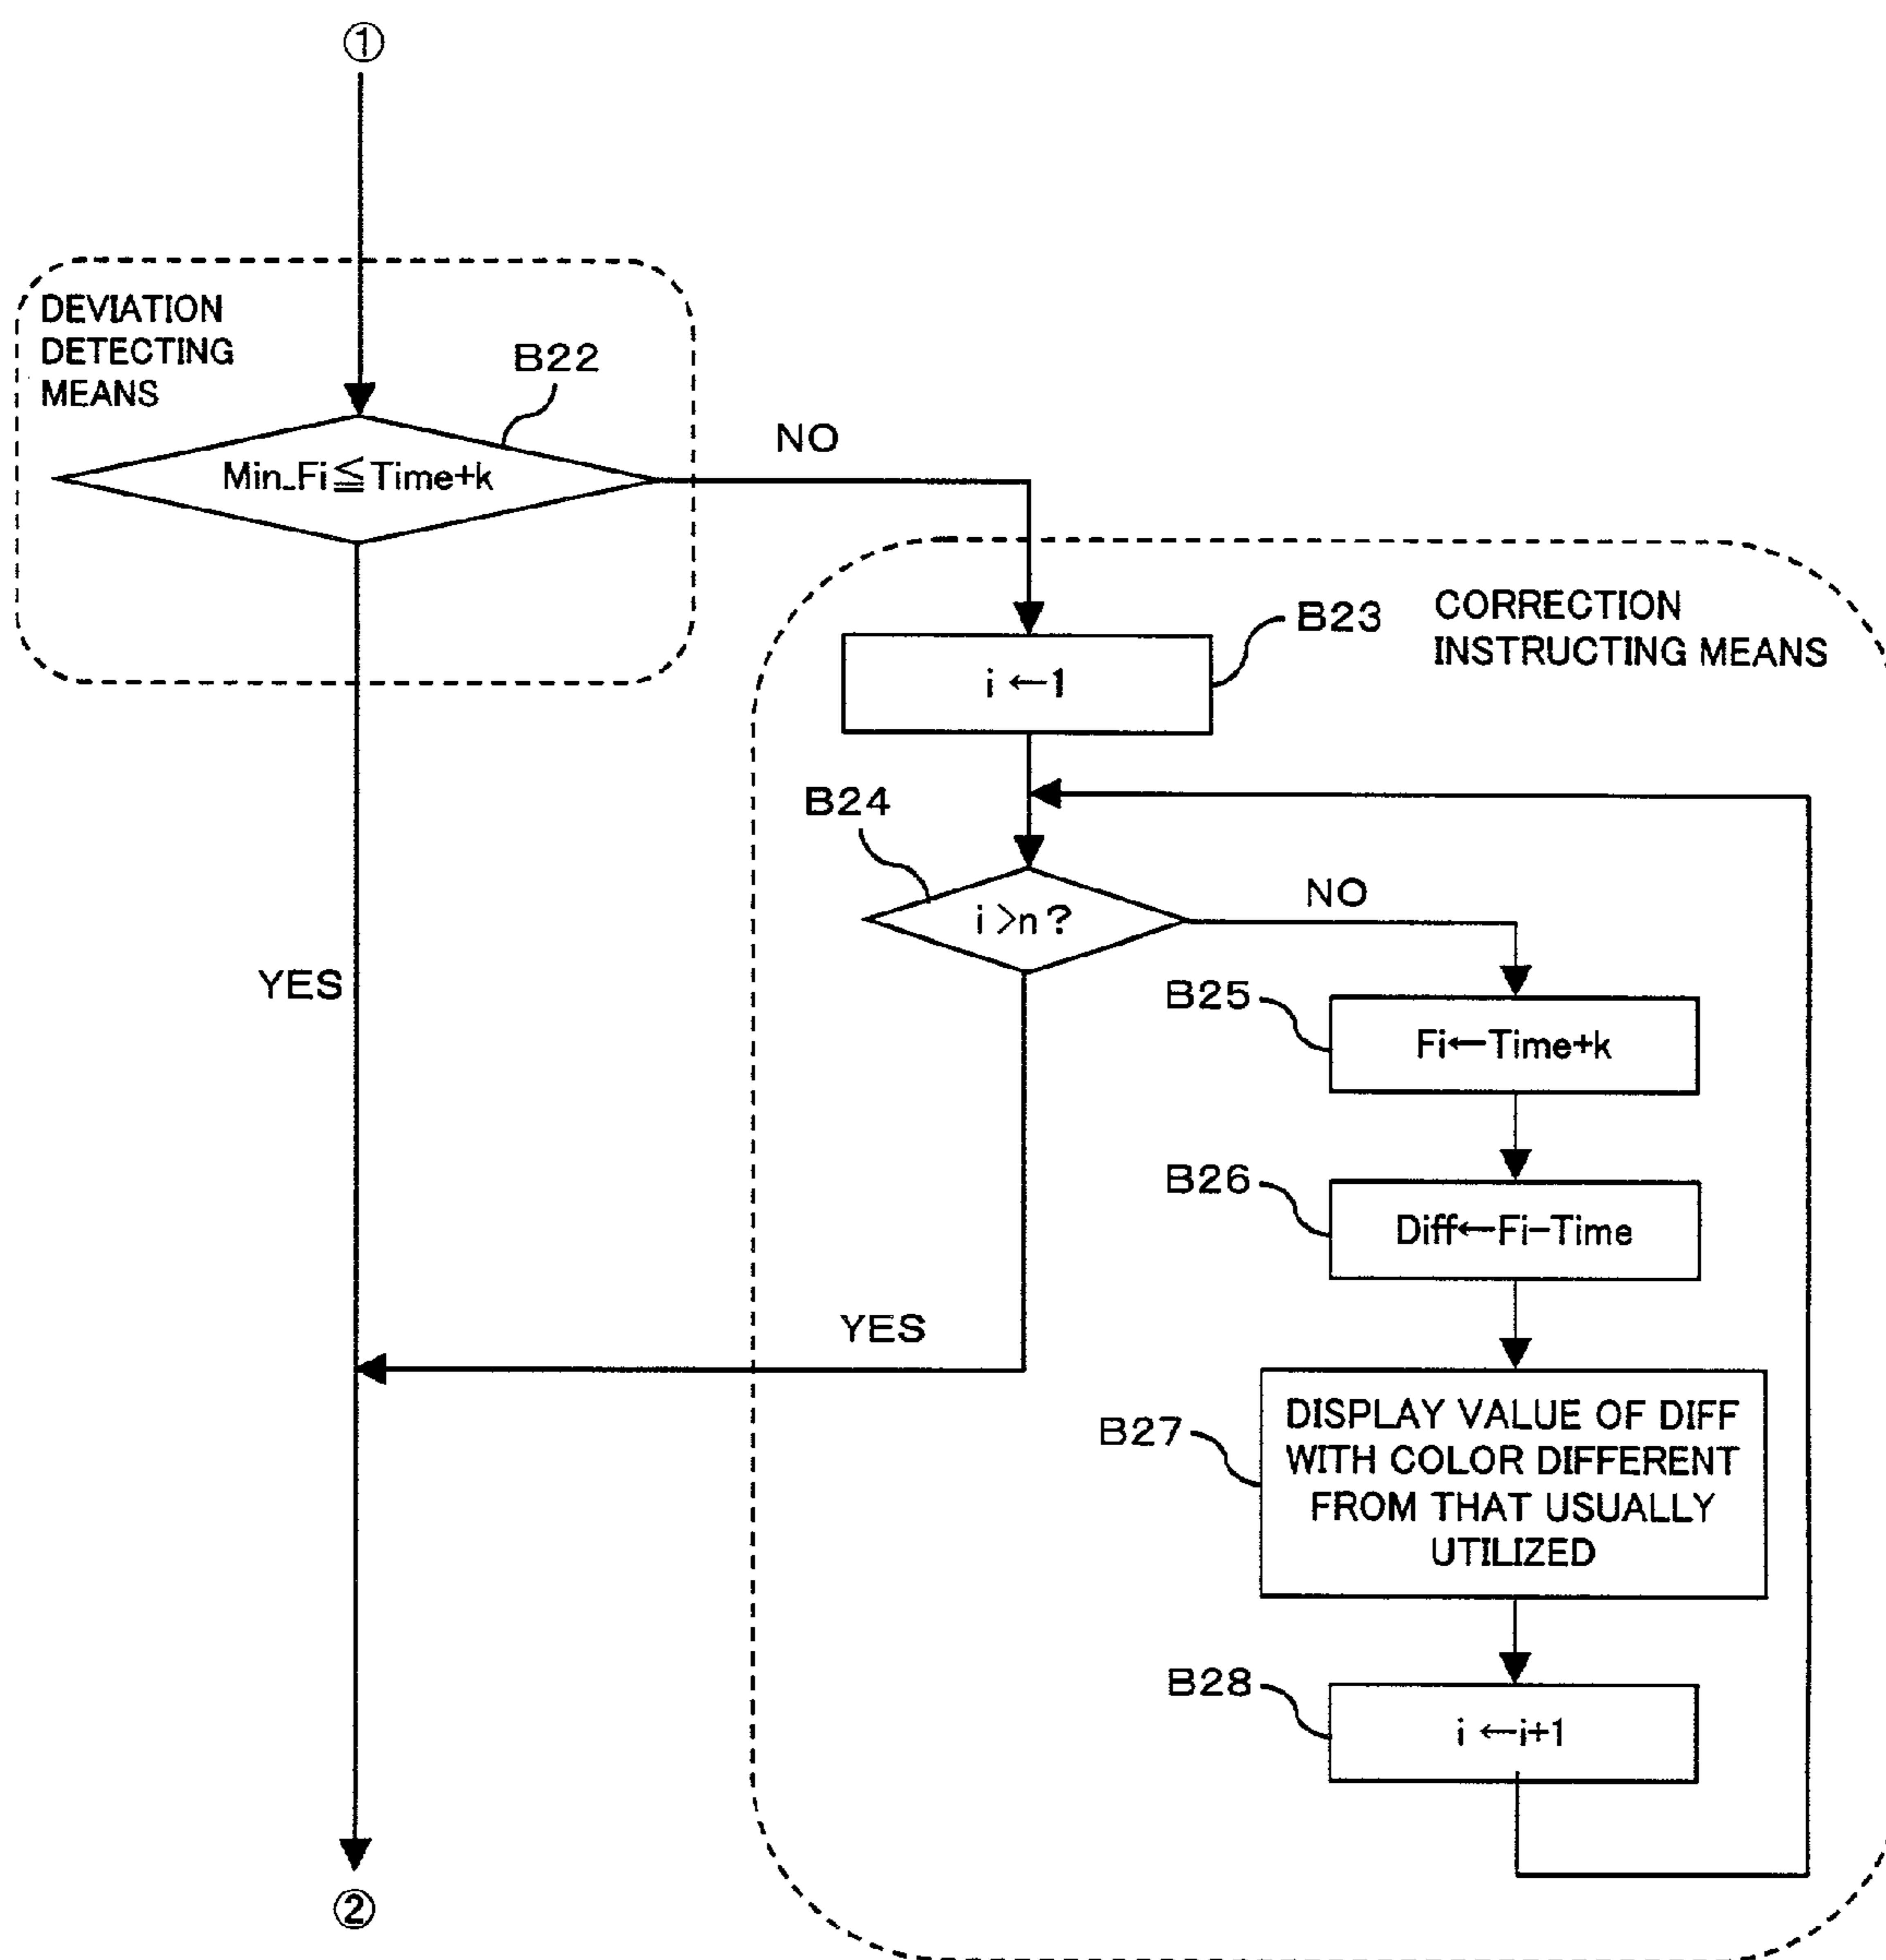 ①
DEVIATION
DETECTING
MEANS
B22
Min_Fi≦Time+k
NO
B23
CORRECTION
INSTRUCTING MEANS
i ←1
B24
i >n ?
NO
YES
B25
Fi←Time+k
B26
Diff←Fi−Time
YES
B27
DISPLAY VALUE OF DIFF
WITH COLOR DIFFERENT
FROM THAT USUALLY
UTILIZED
B28
i ←i+1
②